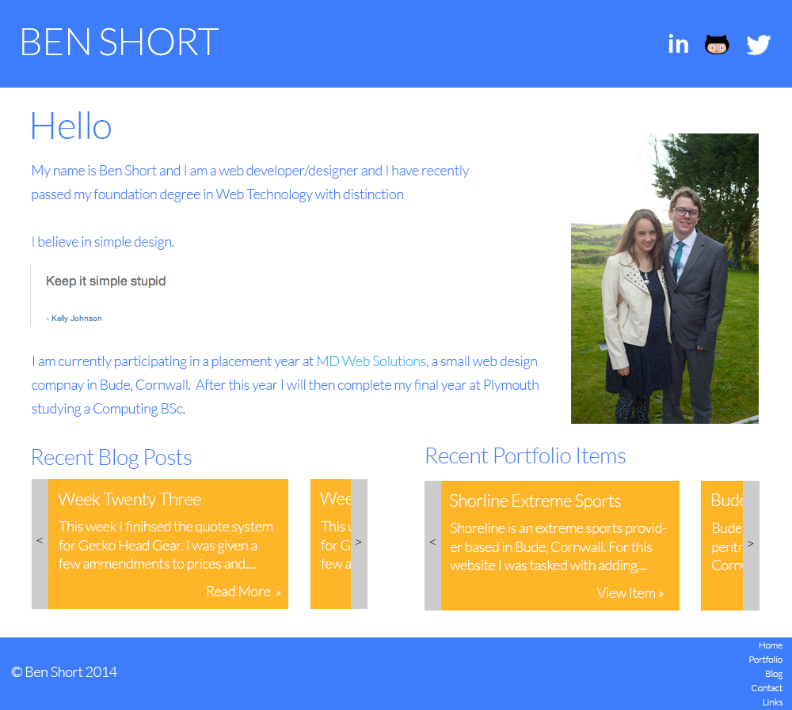 BEN SHORT
in
Hello
My name is Ben Short and I am a web developer/designer and I have recently
passed my foundation degree in Web Technology with distinction
I believe in simple design.
Keep it simple stupid
- Kelly Johnson
I am currently participating in a placement year at MD Web Solutions, a small web design
compnay in Bude, Cornwall. After this year I will then complete my final year at Plymouth
studying a Computing BSc.
Recent Blog Posts
<
Week Twenty Three
This week I finihsed the quote system
for Gecko Head Gear. I was given a
few ammendments to prices and....
Read More »
Wee
This w
for G
few a
>
Recent Portfolio Items
<
Shorline Extreme Sports
Shoreline is an extreme sports provid-
er based in Bude, Cornwall. For this
website I was tasked with adding....
View Item »
Bude
Bude
pentr
Corn
>
© Ben Short 2014
Home
Portfolio
Blog
Contact
Links